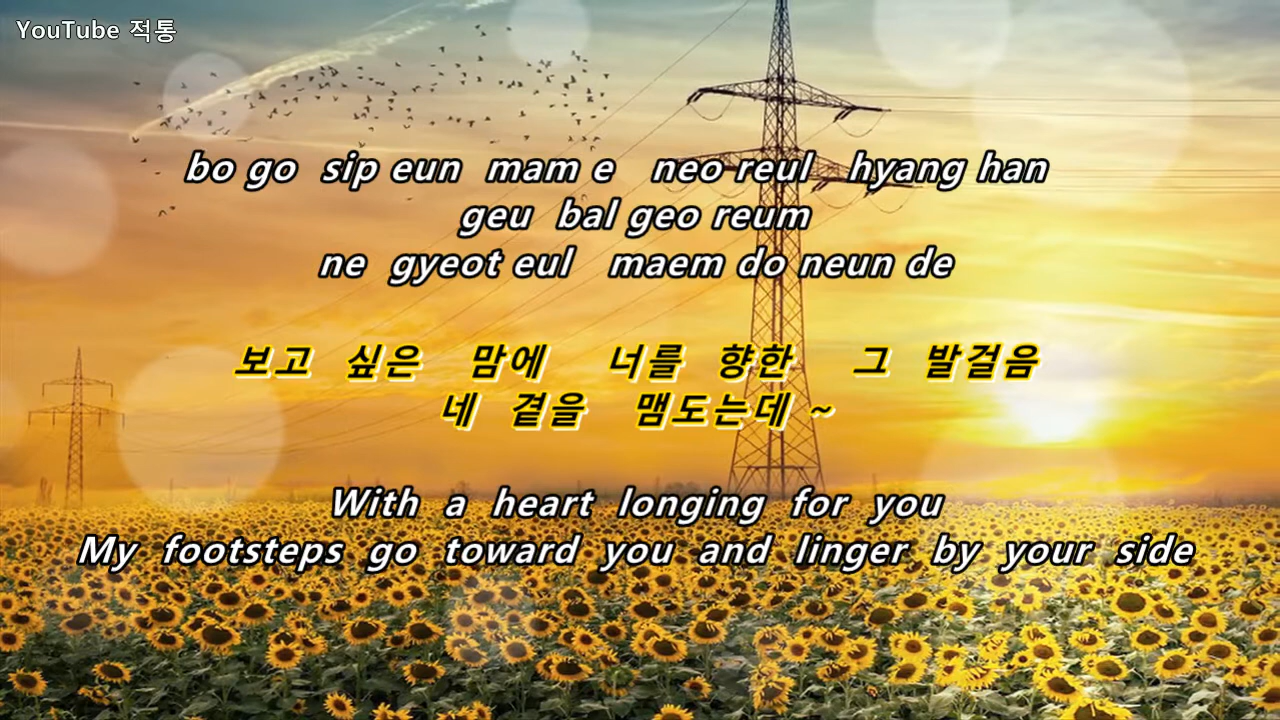 YouTube 적통
bo go sip eun mam e neo reul hyang han
geu bal geo reum
ne gyeot eul maem do neun de
보고 싶은 맘에 너를 향한 그 발걸음
네 곁을 맴도는데 ~
With a heart longing for you
My footsteps go toward you and linger by your side